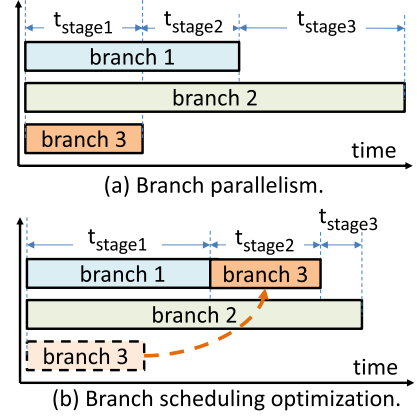 t_stage1 t_stage2 t_stage3
branch 1
branch 2
branch 3
time
(a) Branch parallelism.
t_stage3
t_stage1 t_stage2
branch 1 branch 3
branch 2
branch 3
time
(b) Branch scheduling optimization.